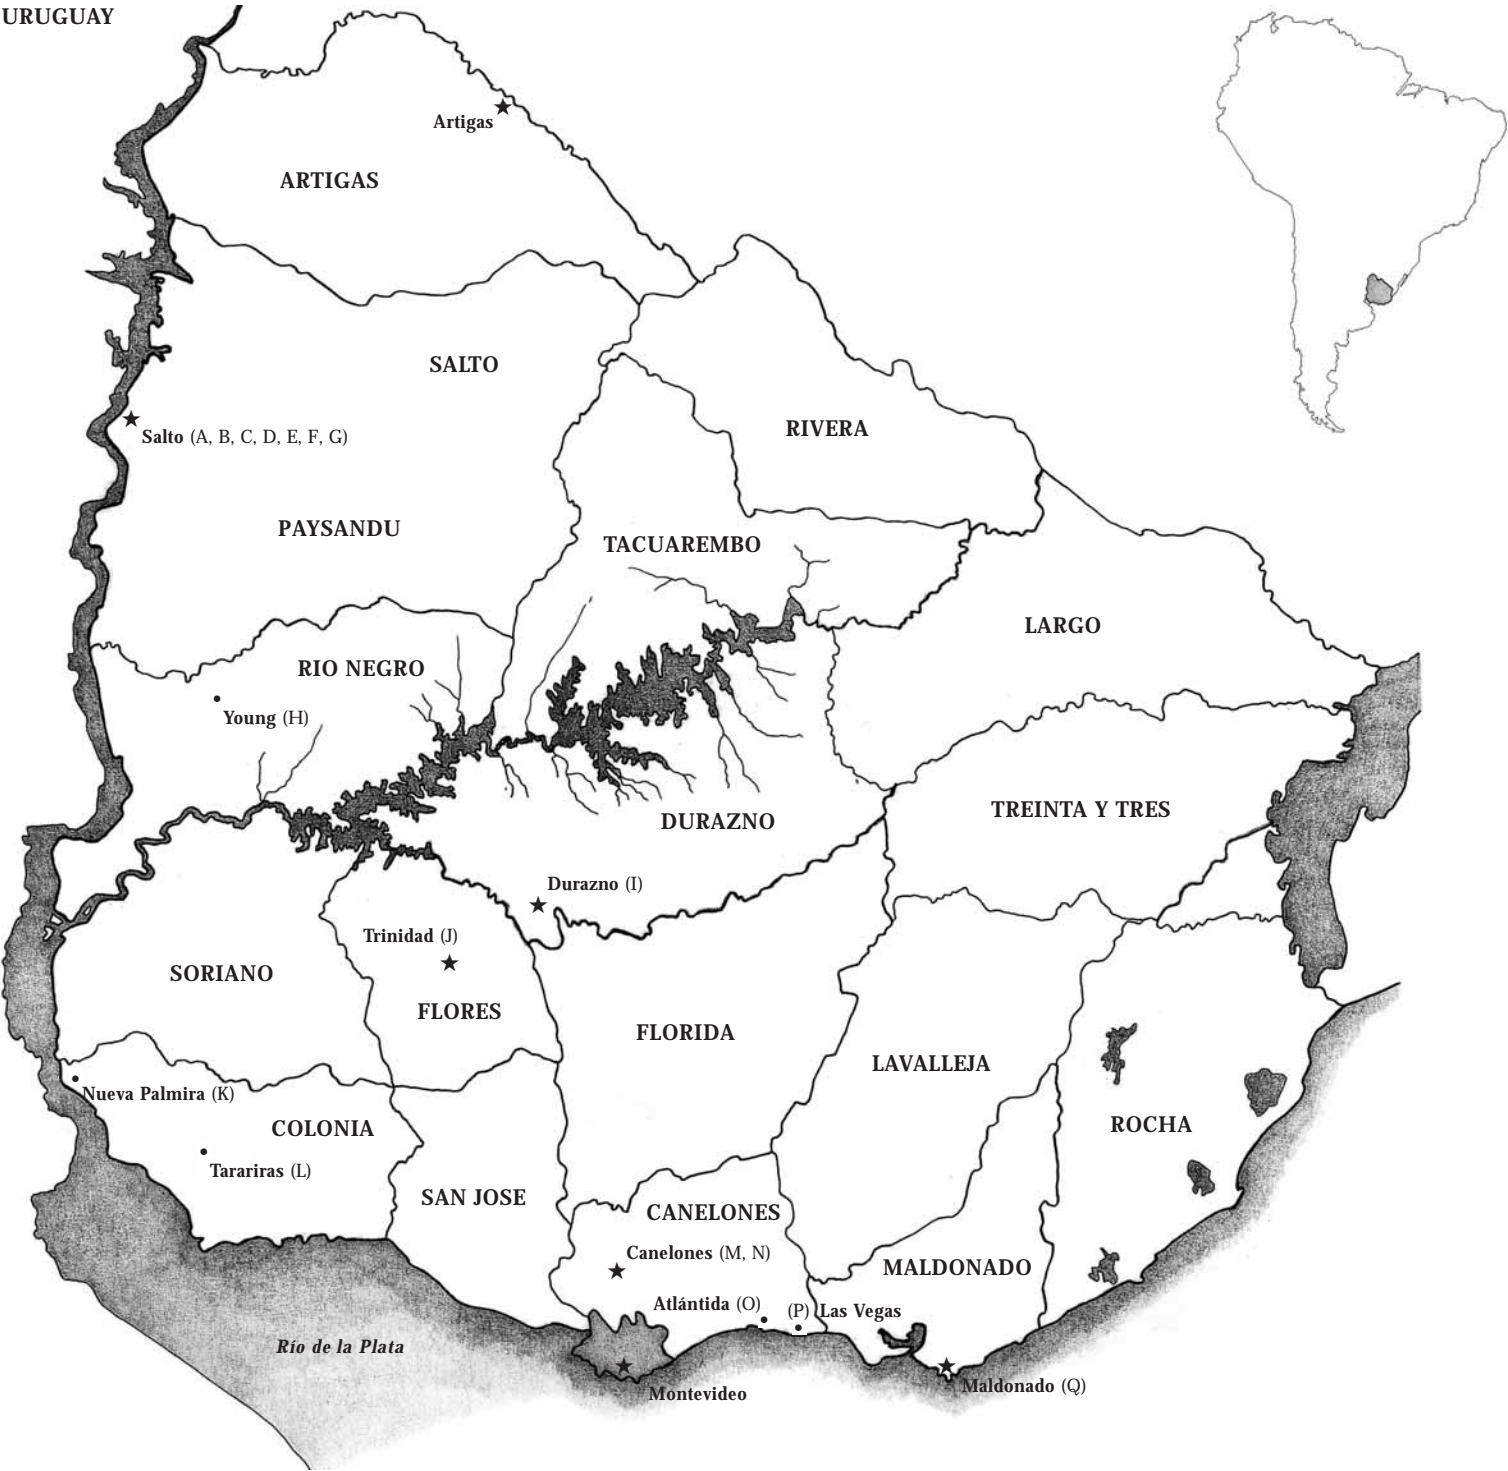 URUGUAY
Artigas
ARTIGAS
SALTO
Salto (A, B, C, D, E, F, G)
RIVERA
PAYSANDU
TACUAREMBO
LARGO
RIO NEGRO
Young (H)
TREINTA Y TRES
DURAZNO
Durazno (I)
Trinidad (J)
SORIANO
FLORES
FLORIDA
LAVALLEJA
Nueva Palmira (K)
COLONIA
ROCHA
Tarariras (L)
SAN JOSE
CANELONES
Canelones (M, N)
MALDONADO
Atlántida (O)
(P) Las Vegas
Río de la Plata
Maldonado (Q)
Montevideo